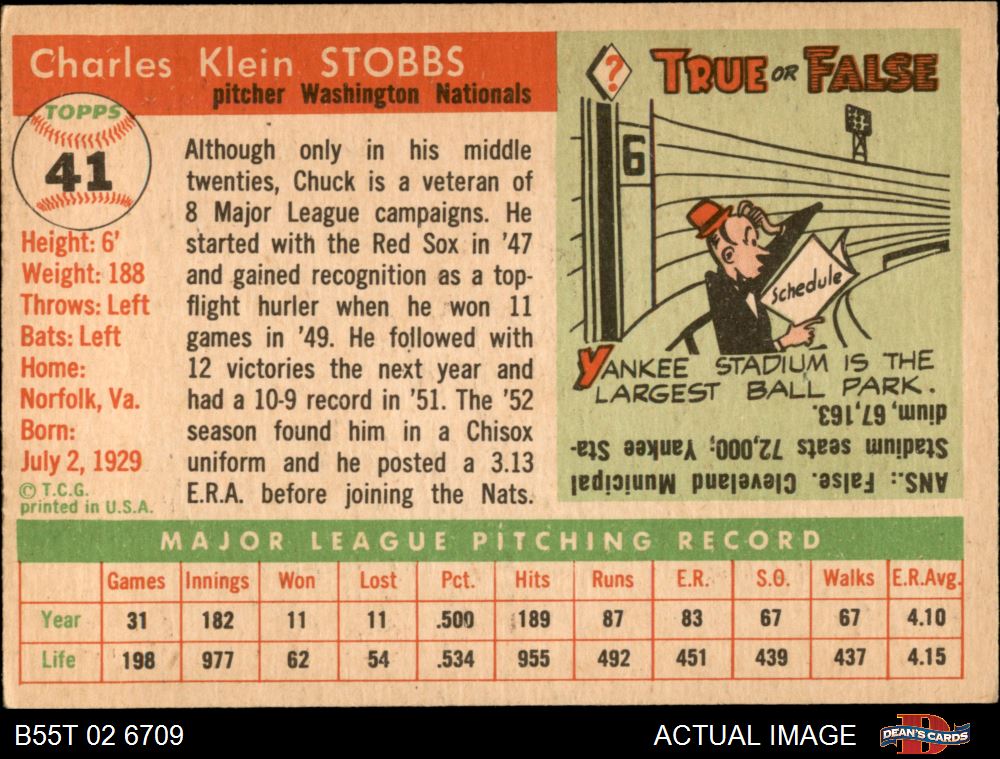 Charles Klein STOBBS
pitcher Washington Nationals
TOPPS
41
Height: 6'
Weight: 188
Throws: Left
Bats: Left
Home:
Norfolk, Va.
Born:
July 2, 1929
© T.C.G.
printed in U.S.A.
Although only in his middle
twenties, Chuck is a veteran of
8 Major League campaigns. He
started with the Red Sox in '47
and gained recognition as a top-
flight hurler when he won 11
games in '49. He followed with
12 victories the next year and
had a 10-9 record in '51. The '52
season found him in a Chisox
uniform and he posted a 3.13
E.R.A. before joining the Nats.
?
TRUE OR FALSE
6
Schedule
YANKEE STADIUM IS THE
LARGEST BALL PARK.
ANS.: False. Cleveland Municipal
Stadium seats 72,000; Yankee Sta-
dium, 67,163.
MAJOR LEAGUE PITCHING RECORD
Games Innings Won Lost Pct. Hits Runs E.R. S.O. Walks E.R.Avg.
Year 31 182 11 11 .500 189 87 83 67 67 4.10
Life 198 977 62 54 .534 955 492 451 439 437 4.15
B55T 02 6709
ACTUAL IMAGE
D
DEAN'S CARDS